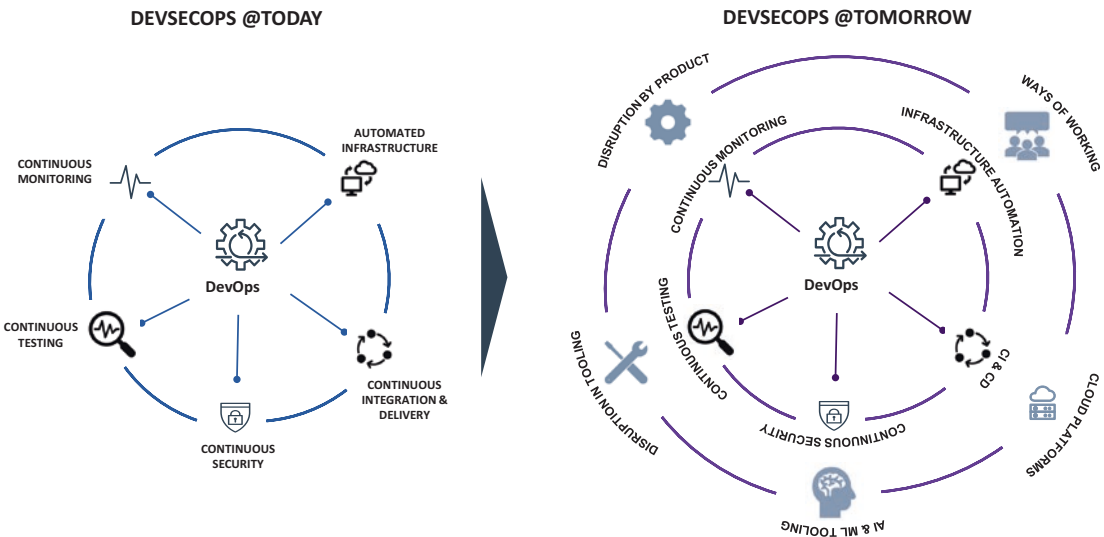 DEVSECOPS @TODAY
CONTINUOUS
MONITORING
AUTOMATED
INFRASTRUCTURE
DevOps
CONTINUOUS
TESTING
CONTINUOUS
INTEGRATION &
DELIVERY
CONTINUOUS
SECURITY
DEVSECOPS @TOMORROW
DISRUPTION BY PRODUCT
WAYS OF WORKING
CONTINUOUS MONITORING
INFRASTRUCTURE AUTOMATION
DevOps
CONTINUOUS TESTING
CI & CD
CONTINUOUS SECURITY
DISRUPTION IN TOOLING
CLOUD PLATFORMS
AI & ML TOOLING